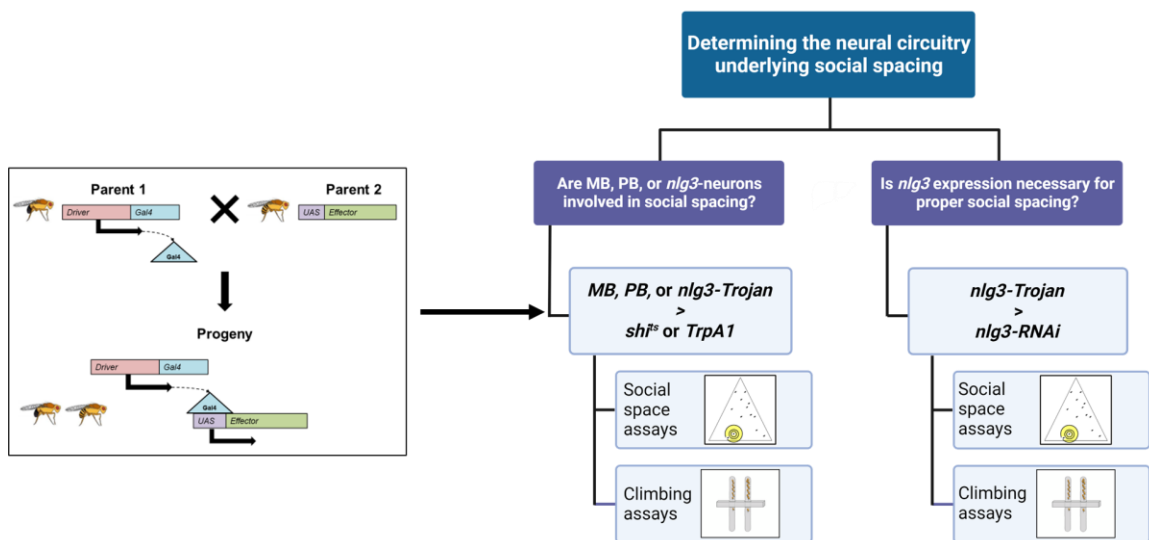 Determining the neural circuitry
underlying social spacing
Parent 1
Parent 2
Driver Gal4
UAS Effector
Gal4
Progeny
Driver Gal4
Gal4
UAS Effector
Are MB, PB, or nlg3-neurons
involved in social spacing?
MB, PB, or nlg3-Trojan
>
shiᵗˢ or TrpA1
Social
space
assays
Climbing
assays
Is nlg3 expression necessary for
proper social spacing?
nlg3-Trojan
>
nlg3-RNAi
Social
space
assays
Climbing
assays